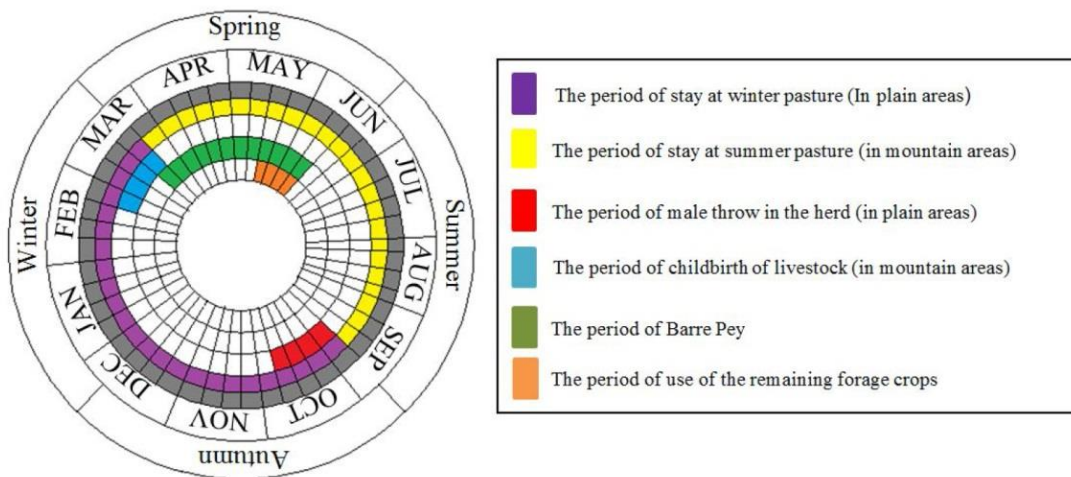 Spring
Summer
Autumn
Winter
JAN
FEB
MAR
APR
MAY
JUN
JUL
AUG
SEP
OCT
NOV
DEC
The period of stay at winter pasture (In plain areas)
The period of stay at summer pasture (in mountain areas)
The period of male throw in the herd (in plain areas)
The period of childbirth of livestock (in mountain areas)
The period of Barre Pey
The period of use of the remaining forage crops